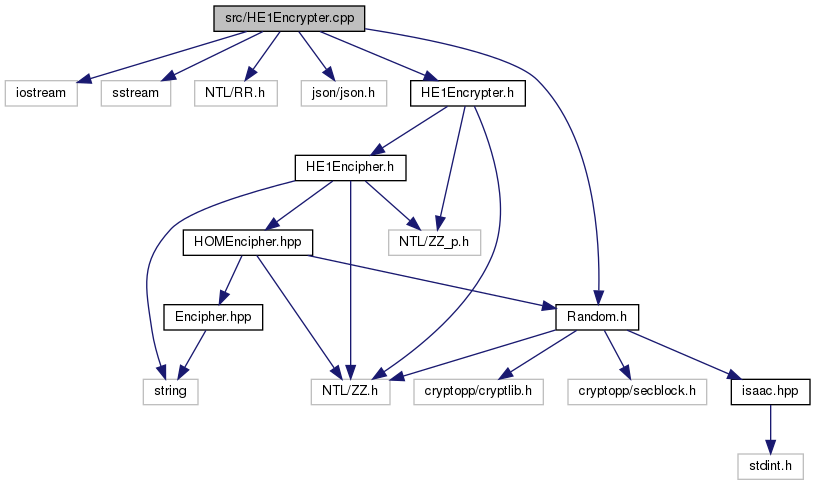 src/HE1Encrypter.cpp
iostream
sstream
NTL/RR.h
json/json.h
HE1Encrypter.h
HE1Encipher.h
HOMEncipher.hpp
NTL/ZZ_p.h
Encipher.hpp
Random.h
string
NTL/ZZ.h
cryptopp/cryptlib.h
cryptopp/secblock.h
isaac.hpp
stdint.h